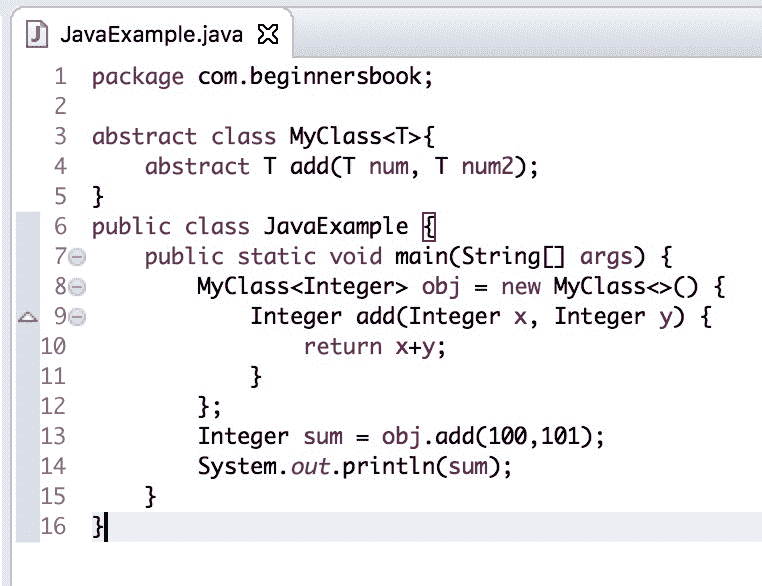 JavaExample.java
1 package com.beginnersbook;
2
3 abstract class MyClass<T>{
4     abstract T add(T num, T num2);
5 }
6 public class JavaExample {
7     public static void main(String[] args) {
8         MyClass<Integer> obj = new MyClass<>() {
9             Integer add(Integer x, Integer y) {
10                 return x+y;
11             }
12         };
13         Integer sum = obj.add(100,101);
14         System.out.println(sum);
15     }
16 }